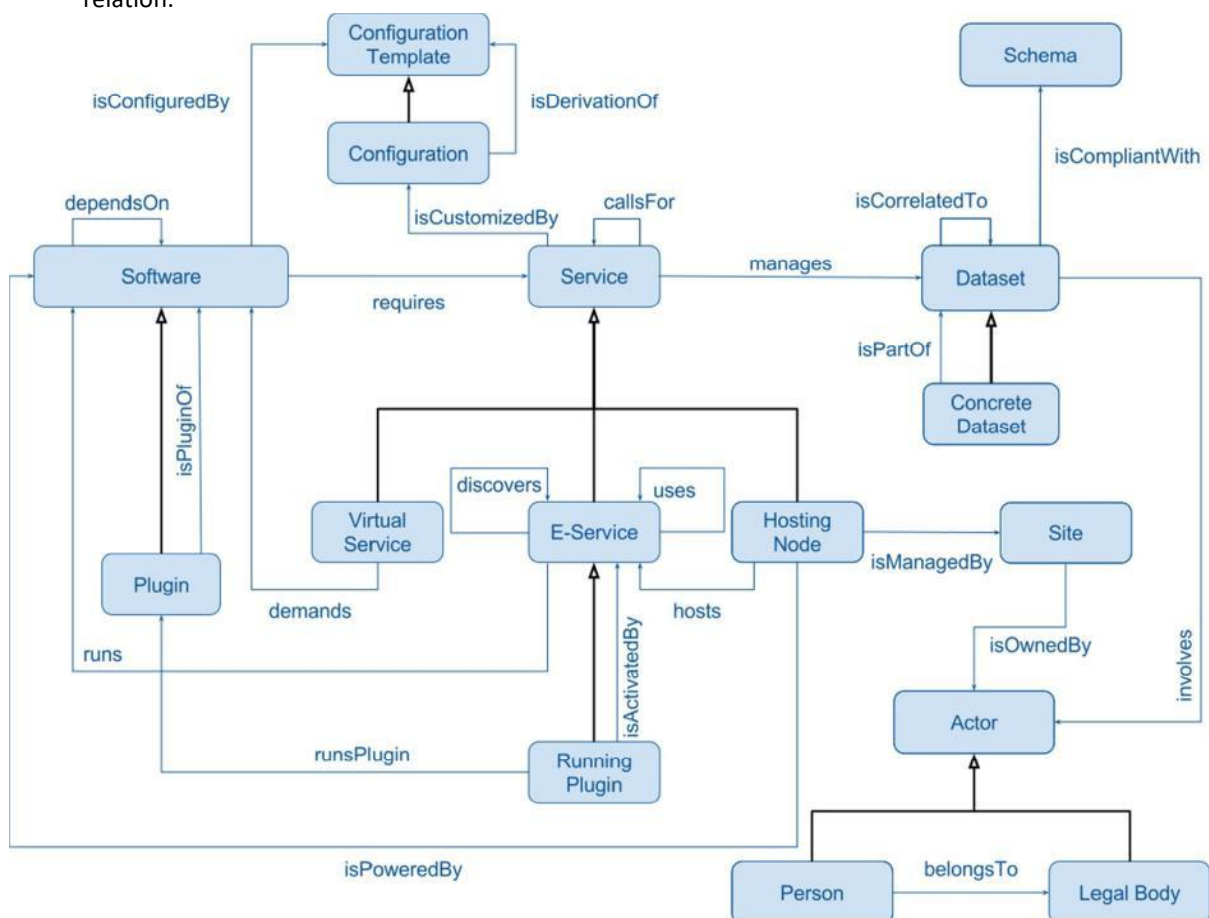 relation.
Configuration
Template
Schema
isConfiguredBy
isDerivationOf
Configuration
isCompliantWith
dependsOn
isCustomizedBy
callsFor
isCorrelatedTo
Software
requires
Service
manages
Dataset
isPartOf
Concrete
Dataset
isPluginOf
discovers
uses
Virtual
Service
E-Service
Hosting
Node
Site
isManagedBy
Plugin
demands
hosts
isOwnedBy
runs
isActivatedBy
involves
Actor
runsPlugin
Running
Plugin
isPoweredBy
belongsTo
Person
Legal Body